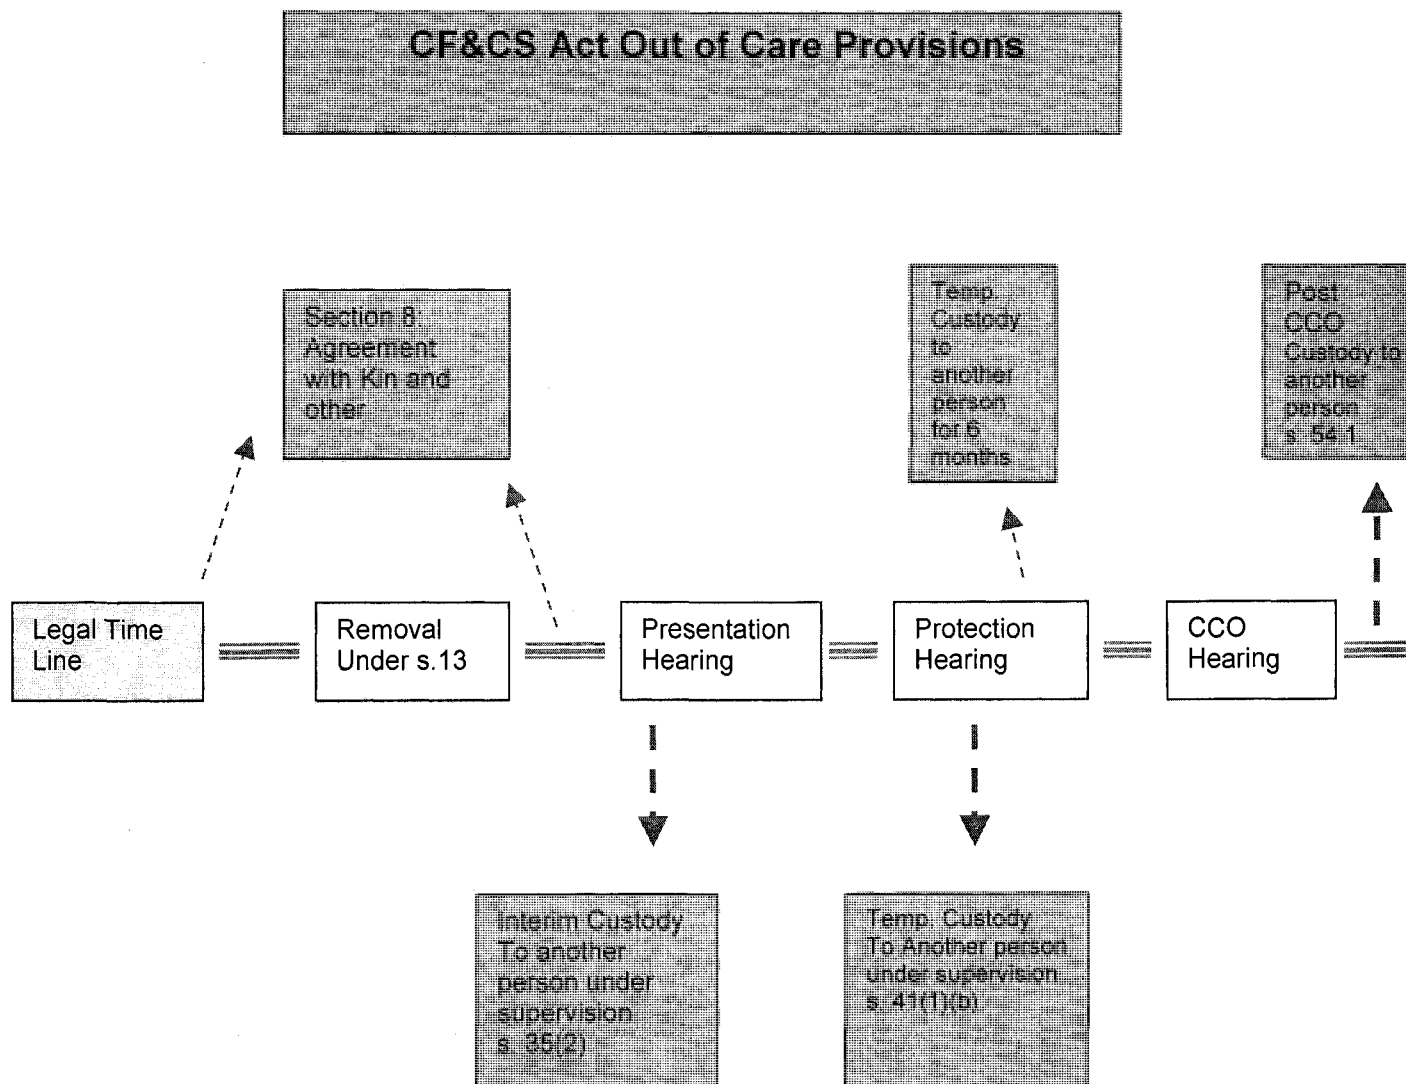 CF&CS Act Out of Care Provisions
Section 8:
Agreement
with Kin and
other
Temp.
Custody
to
another
person
for 6
months
Post
CCO
Custody to
another
person
s. 54.1
Legal Time
Line
Removal
Under s.13
Presentation
Hearing
Protection
Hearing
CCO
Hearing
Interim Custody
To another
person under
supervision
s. 35(2)
Temp. Custody
To Another person
under supervision
s. 41(1)(b)